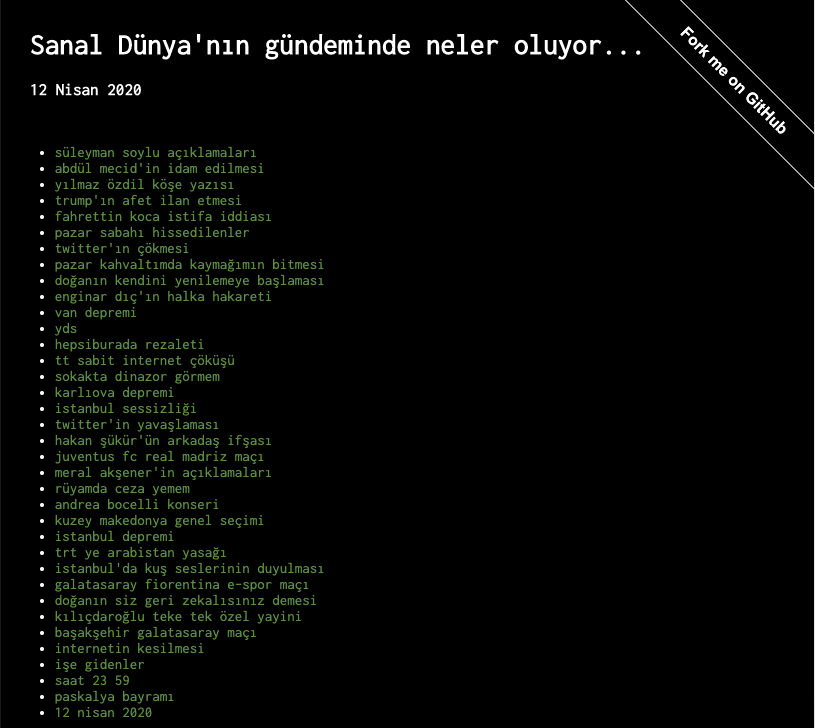 Sanal Dünya'nın gündeminde neler oluyor...
Fork me on GitHub
12 Nisan 2020
süleyman soylu açıklamaları
abdül mecid'in idam edilmesi
yılmaz özdil köşe yazısı
trump'ın afet ilan etmesi
fahrettin koca istifa iddiası
pazar sabahı hissedilenler
twitter'ın çökmesi
pazar kahvaltımda kaymağımın bitmesi
doğanın kendini yenilemeye başlaması
enginar dıç'ın halka hakareti
van depremi
yds
hepsiburada rezaleti
tt sabit internet çöküşü
sokakta dinazor görmem
karlıova depremi
istanbul sessizliği
twitter'in yavaşlaması
hakan şükür'ün arkadaş ifşası
juventus fc real madriz maçı
meral akşener'in açıklamaları
rüyamda ceza yemem
andrea bocelli konseri
kuzey makedonya genel seçimi
istanbul depremi
trt ye arabistan yasağı
istanbul'da kuş seslerinin duyulması
galatasaray fiorentina e-spor maçı
doğanın siz geri zekalısınız demesi
kılıçdaroğlu teke tek özel yayini
başakşehir galatasaray maçı
internetin kesilmesi
işe gidenler
saat 23 59
paskalya bayramı
12 nisan 2020